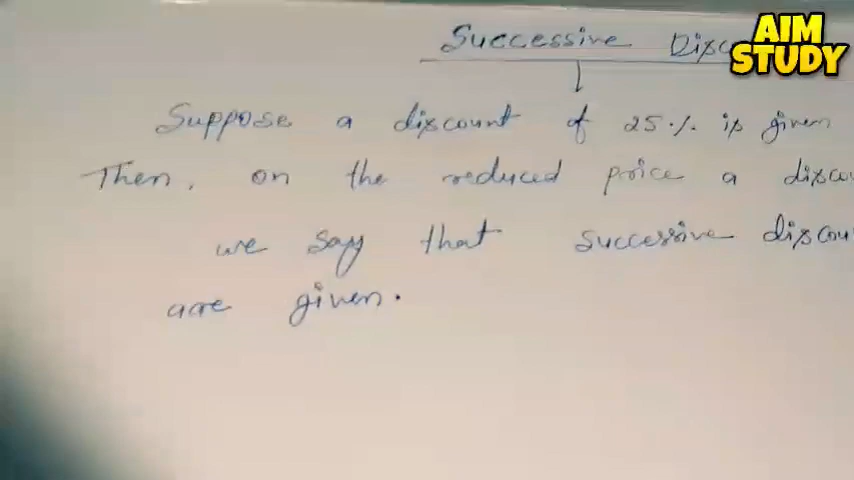 Successive
AIM
STUDY
Suppose a discount of 25% is given
Then, on the reduced price a
we say that successive
are given.